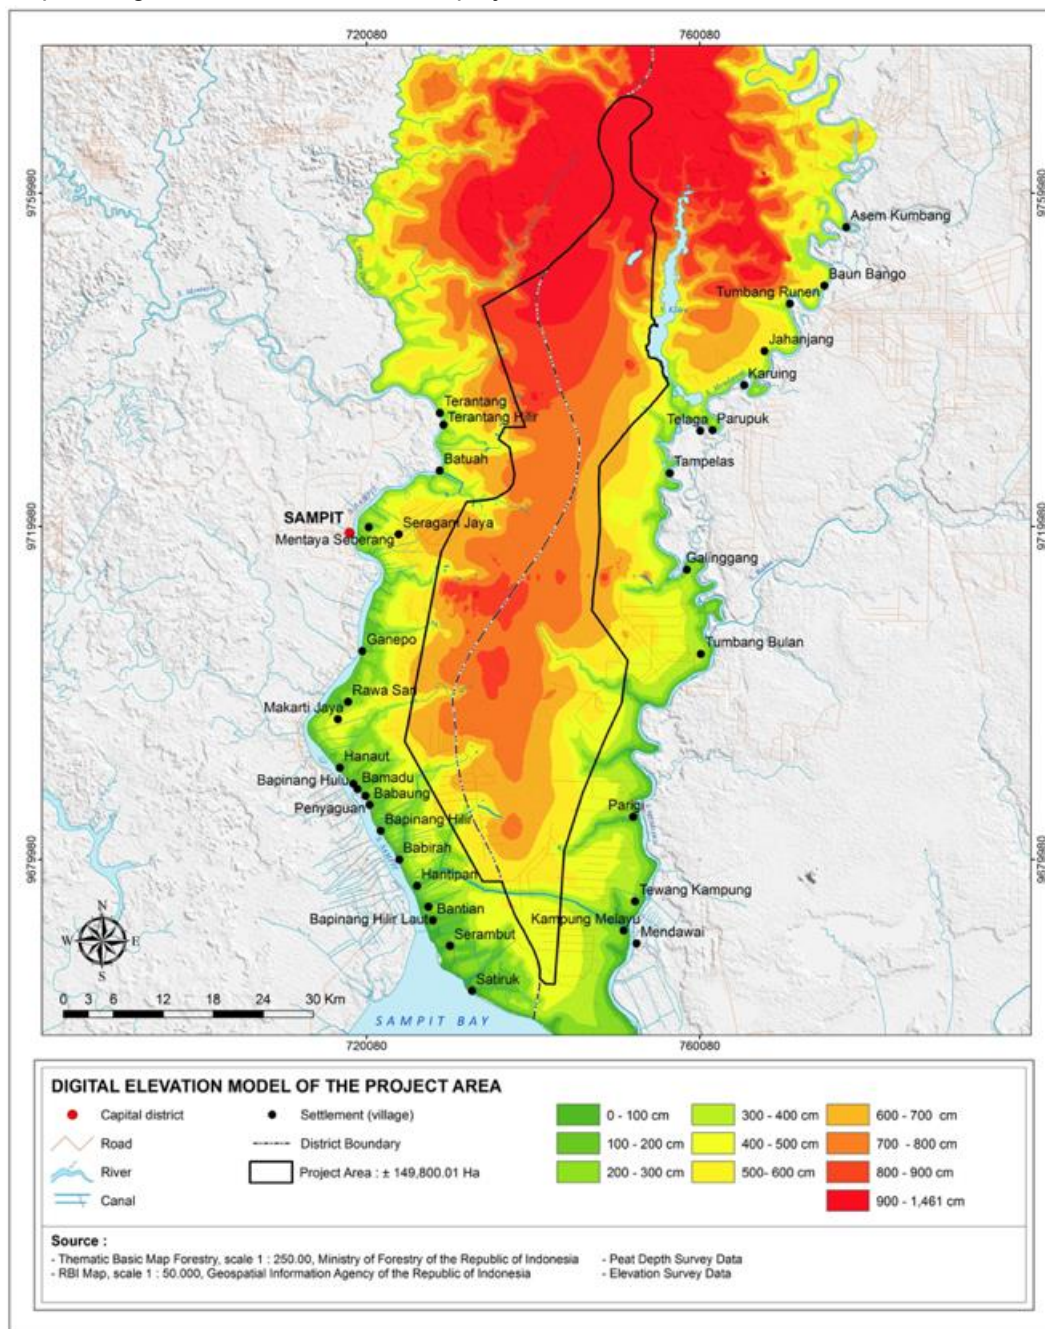 720080
760080
9759980
9759980
Asem Kumbang
Baun Bango
Tumbang Runen
Jahanjang
Karuing
Terantang
Terantang Hilir
Telaga
Parupuk
Batuah
Tampelas
SAMPIT
Seragam Jaya
Mentaya Seberang
9719980
9719980
Galinggang
Ganepo
Tumbang Bulan
Rawa Sari
Makarti Jaya
Hanaut
Bapinang Hulu
Bamadu
Babaung
Penyaguan
Parigi
Bapinang Hilir
Babirah
9679980
9679980
Hantipan
Tewang Kampung
Bantian
Bapinang Hilir Laut
Kampung Melayu
Mendawai
Serambut
Satiruk
N
W
E
S
0 3 6 12 18 24 30 Km
SAMPIT BAY
720080
760080
DIGITAL ELEVATION MODEL OF THE PROJECT AREA
Capital district
Road
River
Canal
Settlement (village)
District Boundary
Project Area : ± 149,800.01 Ha
0 - 100 cm
100 - 200 cm
200 - 300 cm
300 - 400 cm
400 - 500 cm
500- 600 cm
600 - 700 cm
700 - 800 cm
800 - 900 cm
900 - 1,461 cm
Source :
- Thematic Basic Map Forestry, scale 1 : 250.00, Ministry of Forestry of the Republic of Indonesia
- RBI Map, scale 1 : 50.000, Geospatial Information Agency of the Republic of Indonesia
- Peat Depth Survey Data
- Elevation Survey Data